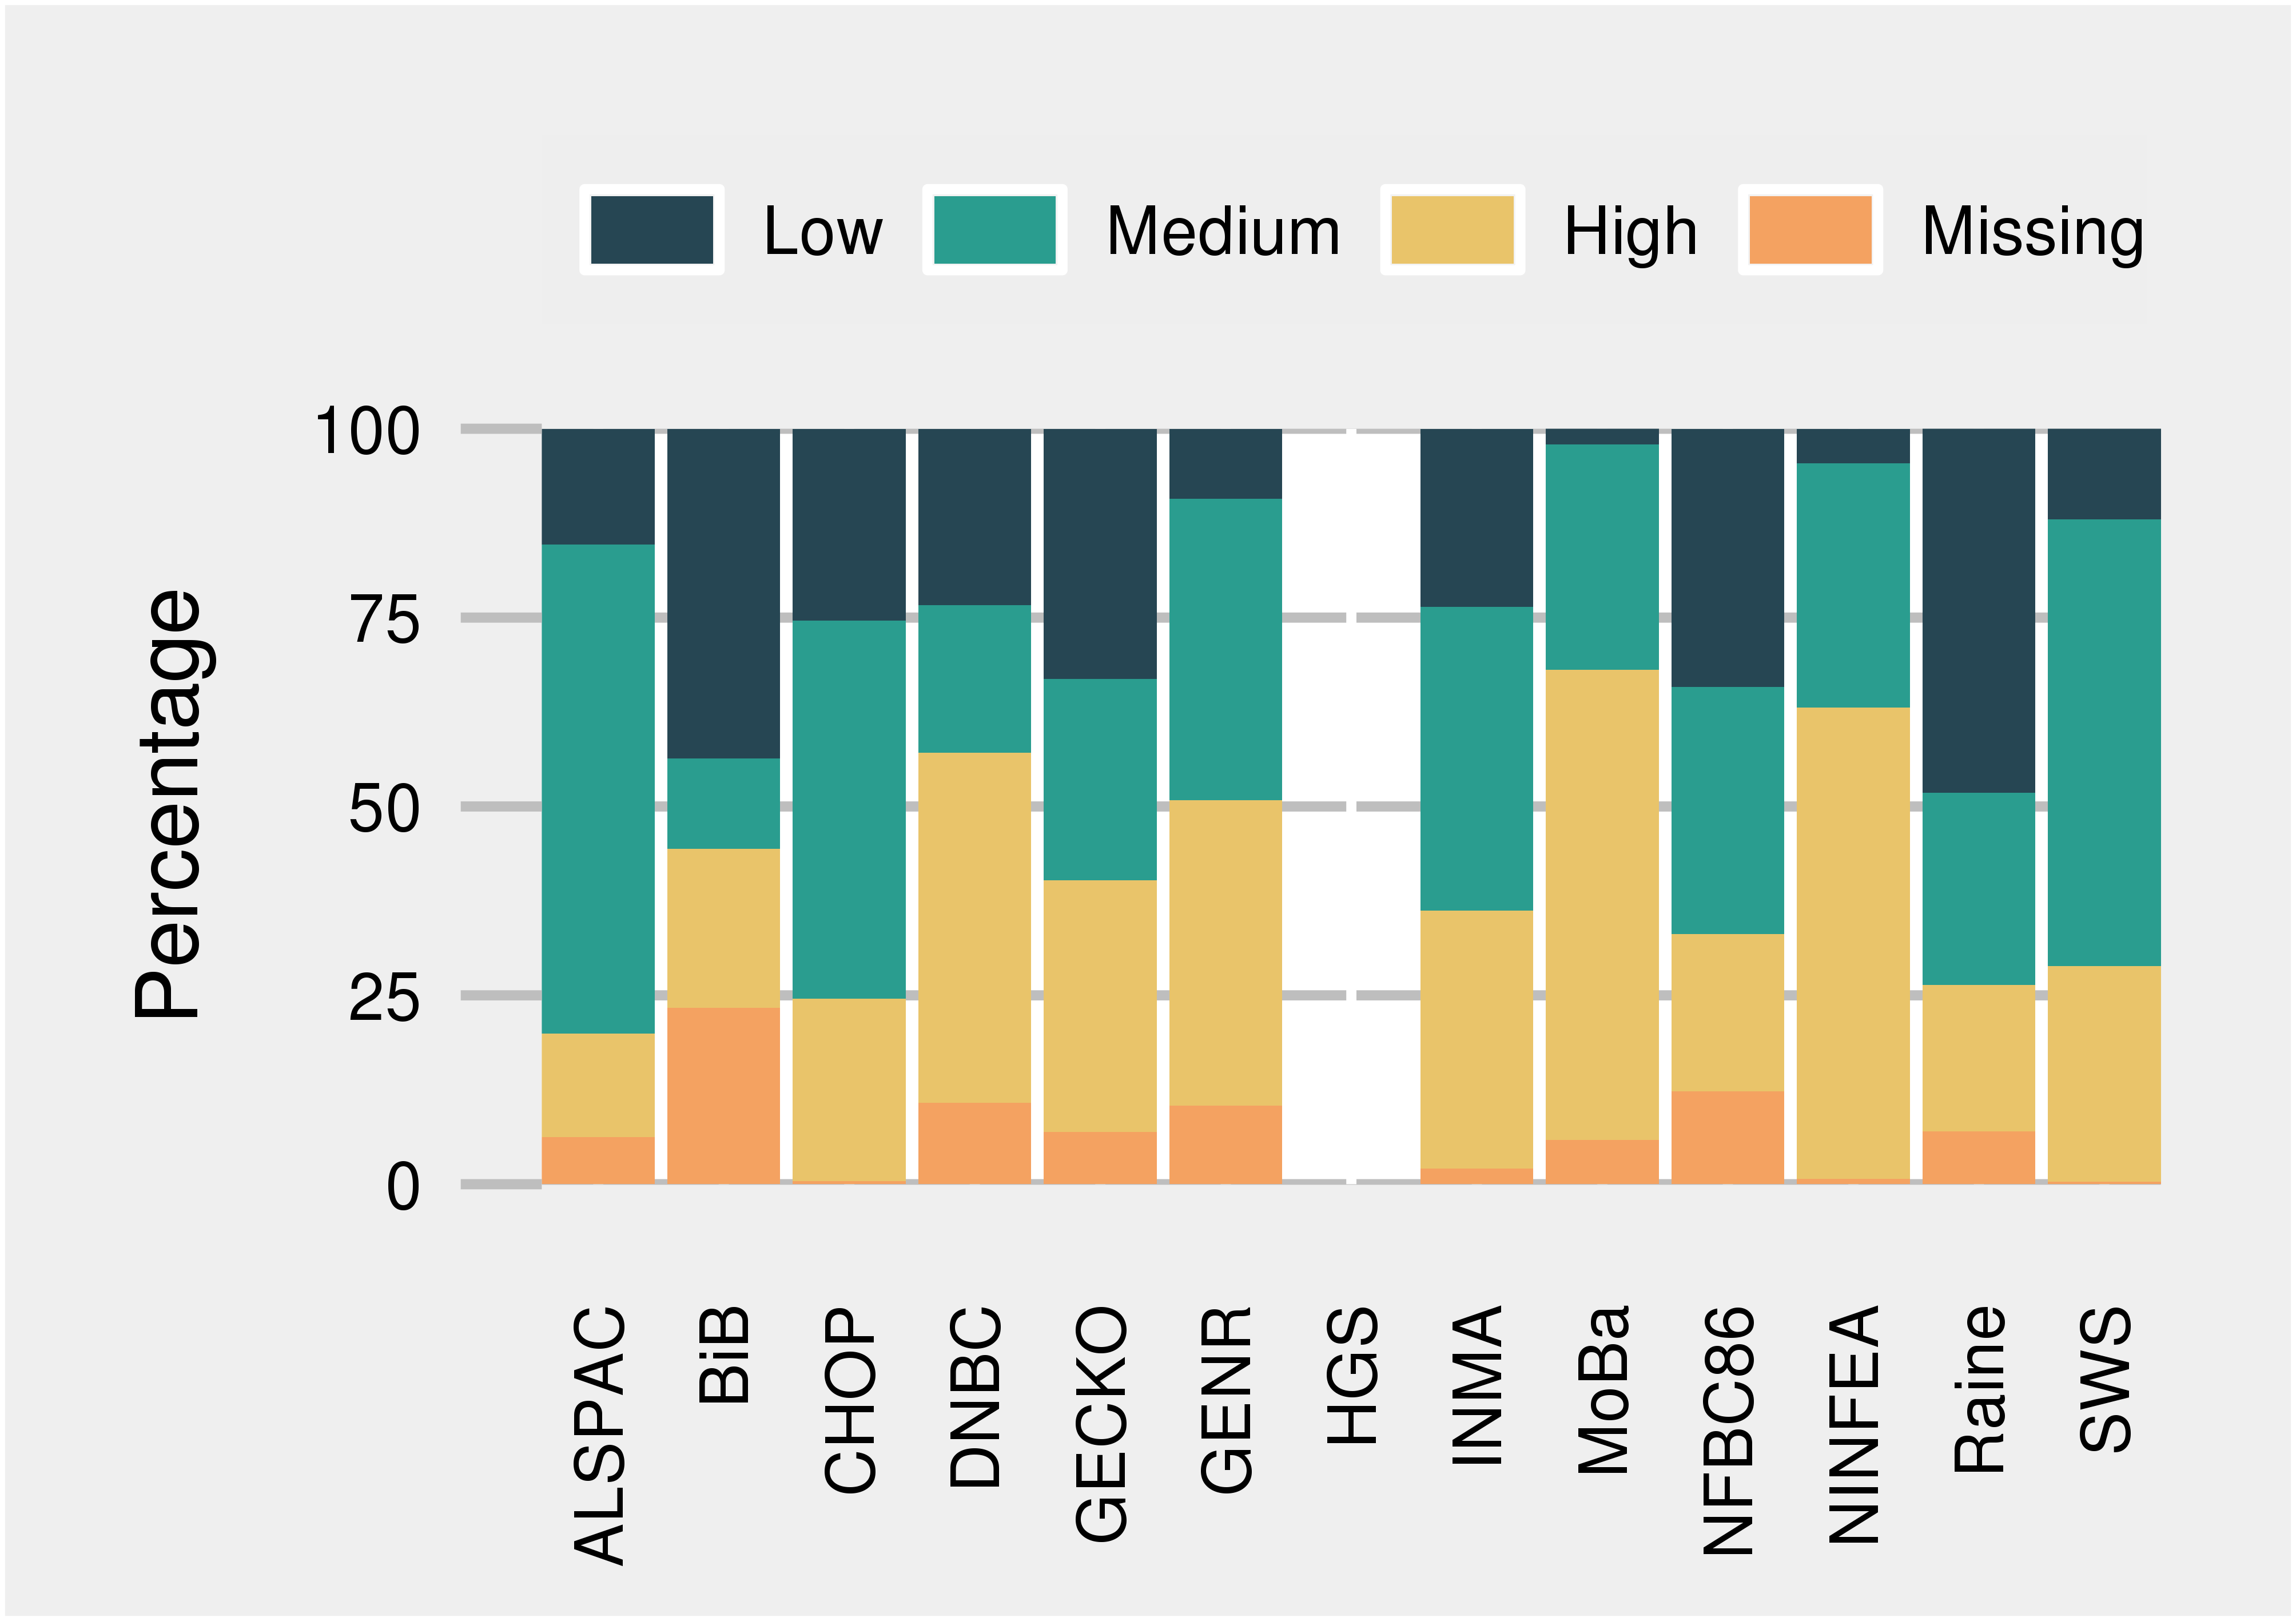 Low Medium High Missing
Percentage
100
75
50
25
0
ALSPAC
BiB
CHOP
DNBC
GECKO
GENR
HGS
INMA
MoBa
NFBC86
NINFEA
Raine
SWS